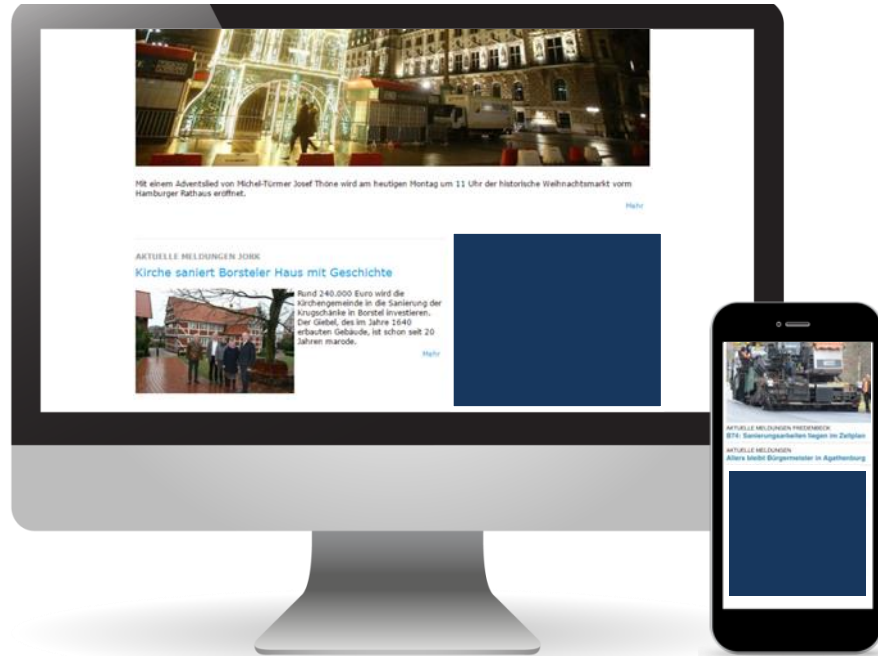 Mit einem Adventslied von Michel-Türmer Josef Thöne wird am heutigen Montag um 11 Uhr der historische Weihnachtsmarkt vorm
Hamburger Rathaus eröffnet.
Mehr
AKTUELLE MELDUNGEN JORK
Kirche saniert Borsteler Haus mit Geschichte
Rund 240.000 Euro wird die
Kirchengemeinde in die Sanierung der
Krugschänke in Borstel investieren.
Der Giebel, des im Jahre 1640
erbauten Gebäude, ist schon seit 20
Jahren marode.
Mehr
AKTUELLE MELDUNGEN FREDENBECK
B74: Sanierungsarbeiten liegen im Zeitplan
AKTUELLE MELDUNGEN
Allers bleibt Bürgermeister in Agathenburg